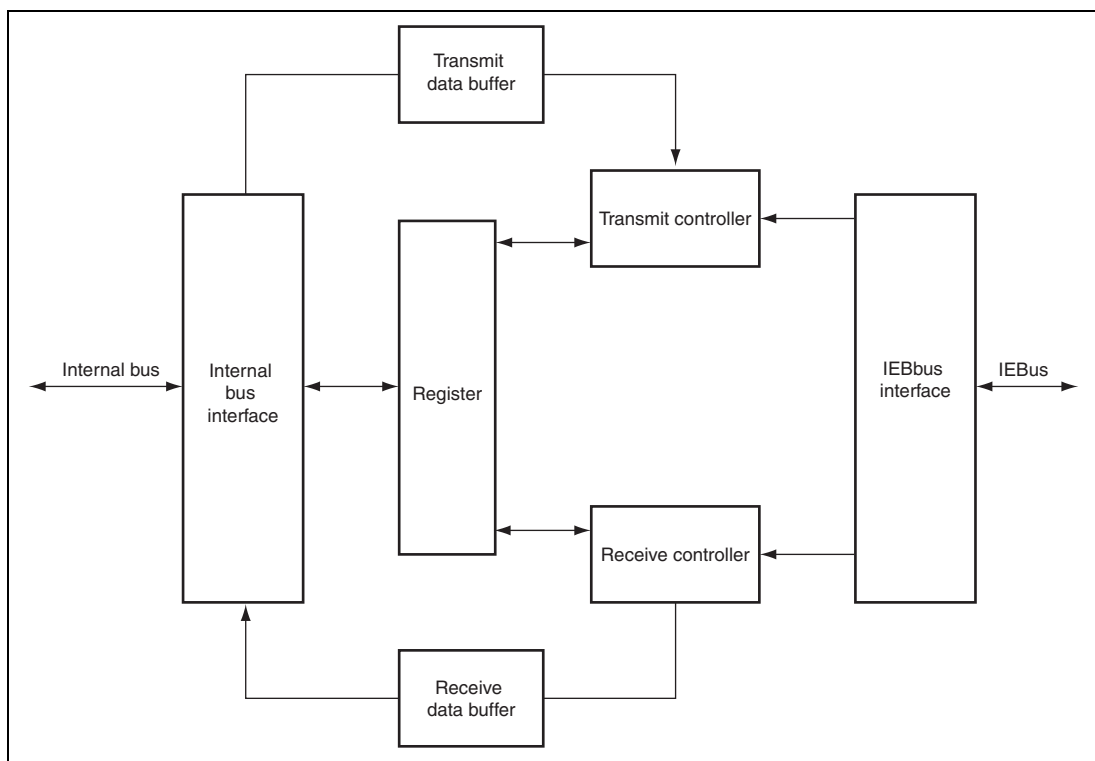 Transmit
data buffer
Transmit controller
Internal bus
Internal
bus
interface
Register
IEBbus
interface
IEBus
Receive controller
Receive
data buffer